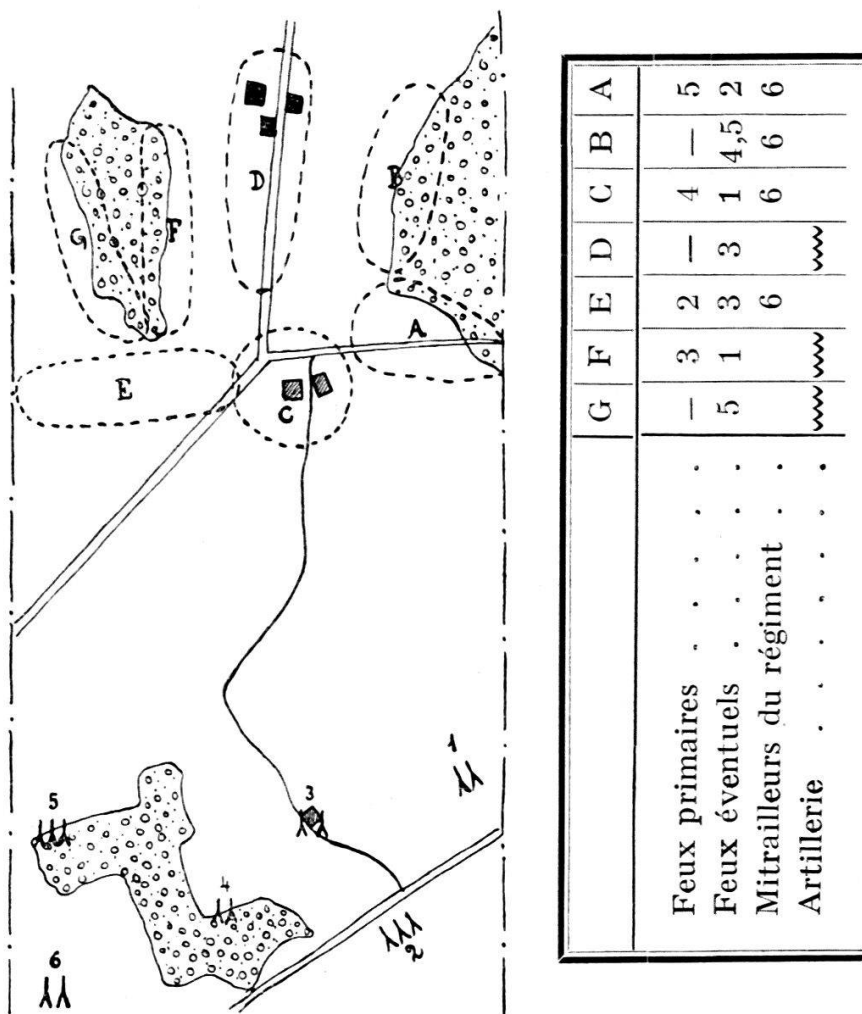 D
B
G
F
A
E
C
1
3
5
4
2
6
G F E D C B A
Feux primaires . . . . . — 3 2 — 4 — 5
Feux éventuels . . . . 5 1 3 3 1 4,5 2
Mitrailleurs du régiment . . 6 6 6 6
Artillerie . . . . . . .